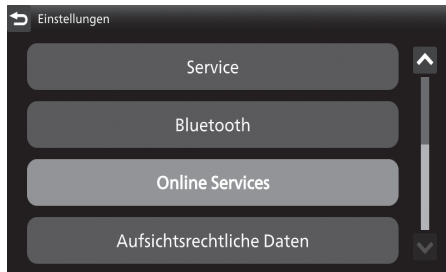 Einstellungen
Service
Bluetooth
Online Services
Aufsichtsrechtliche Daten